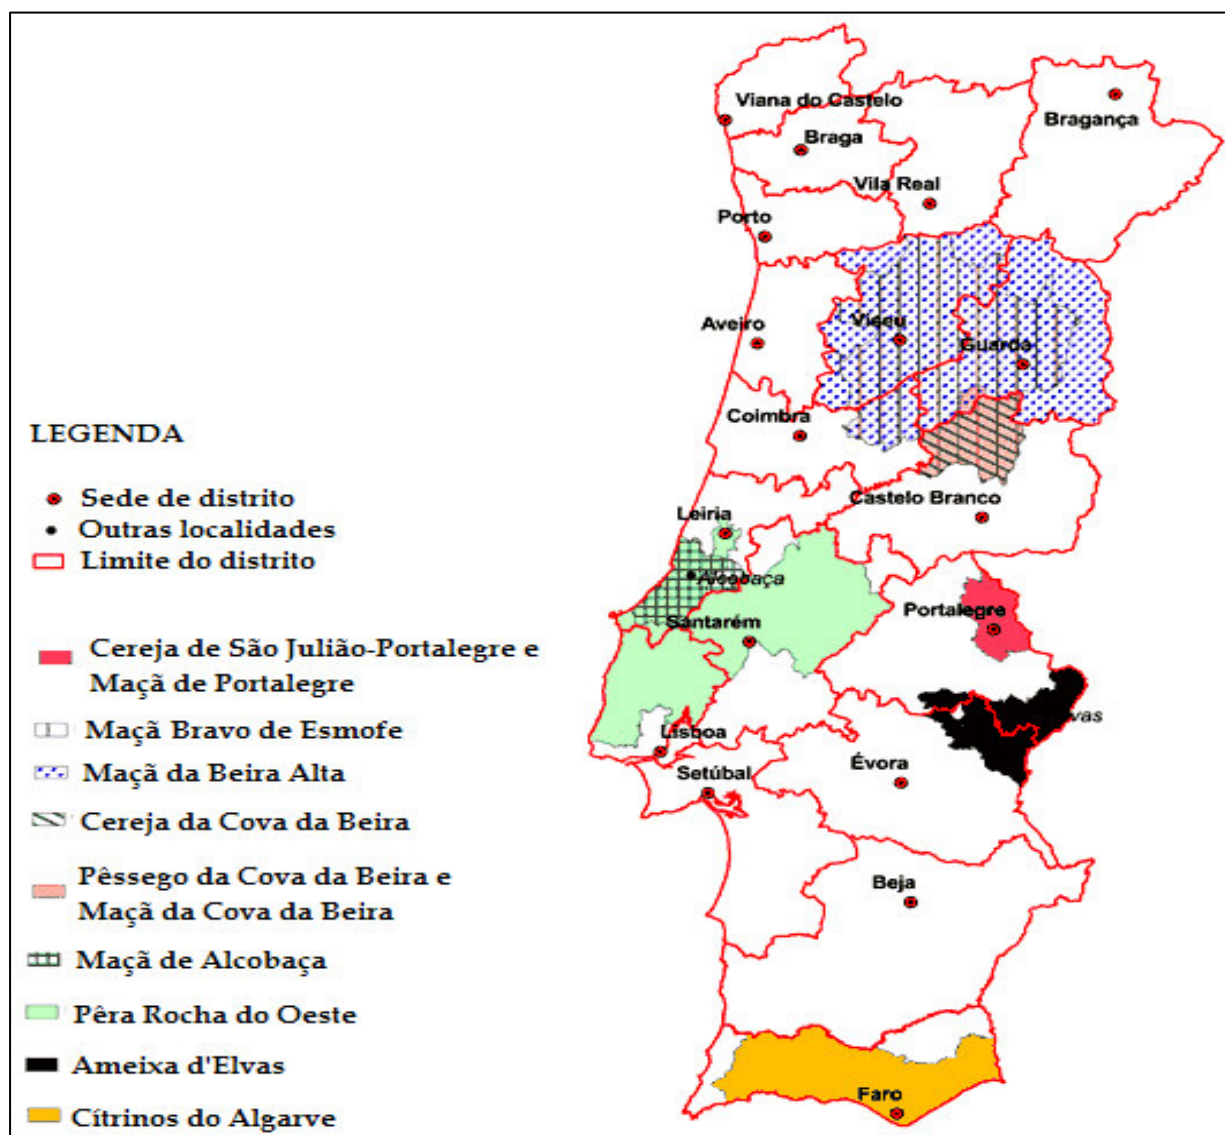 Viana do Castelo
Bragança
Braga
Vila Real
Porto
Aveiro
Viseu
Guarda
Coimbra
LEGENDA
Sede de distrito
Outras localidades
Limite do distrito
Castelo Branco
Leiria
Alcobaça
Santarém
Portalegre
Cereja de São Julião-Portalegre e
Maçã de Portalegre
Maçã Bravo de Esmofe
Maçã da Beira Alta
Cereja da Cova da Beira
Pêssego da Cova da Beira e
Maçã da Cova da Beira
Maçã de Alcobaça
Pêra Rocha do Oeste
Ameixa d'Elvas
Cítrinos do Algarve
vas
Lisboa
Setúbal
Évora
Beja
Faro